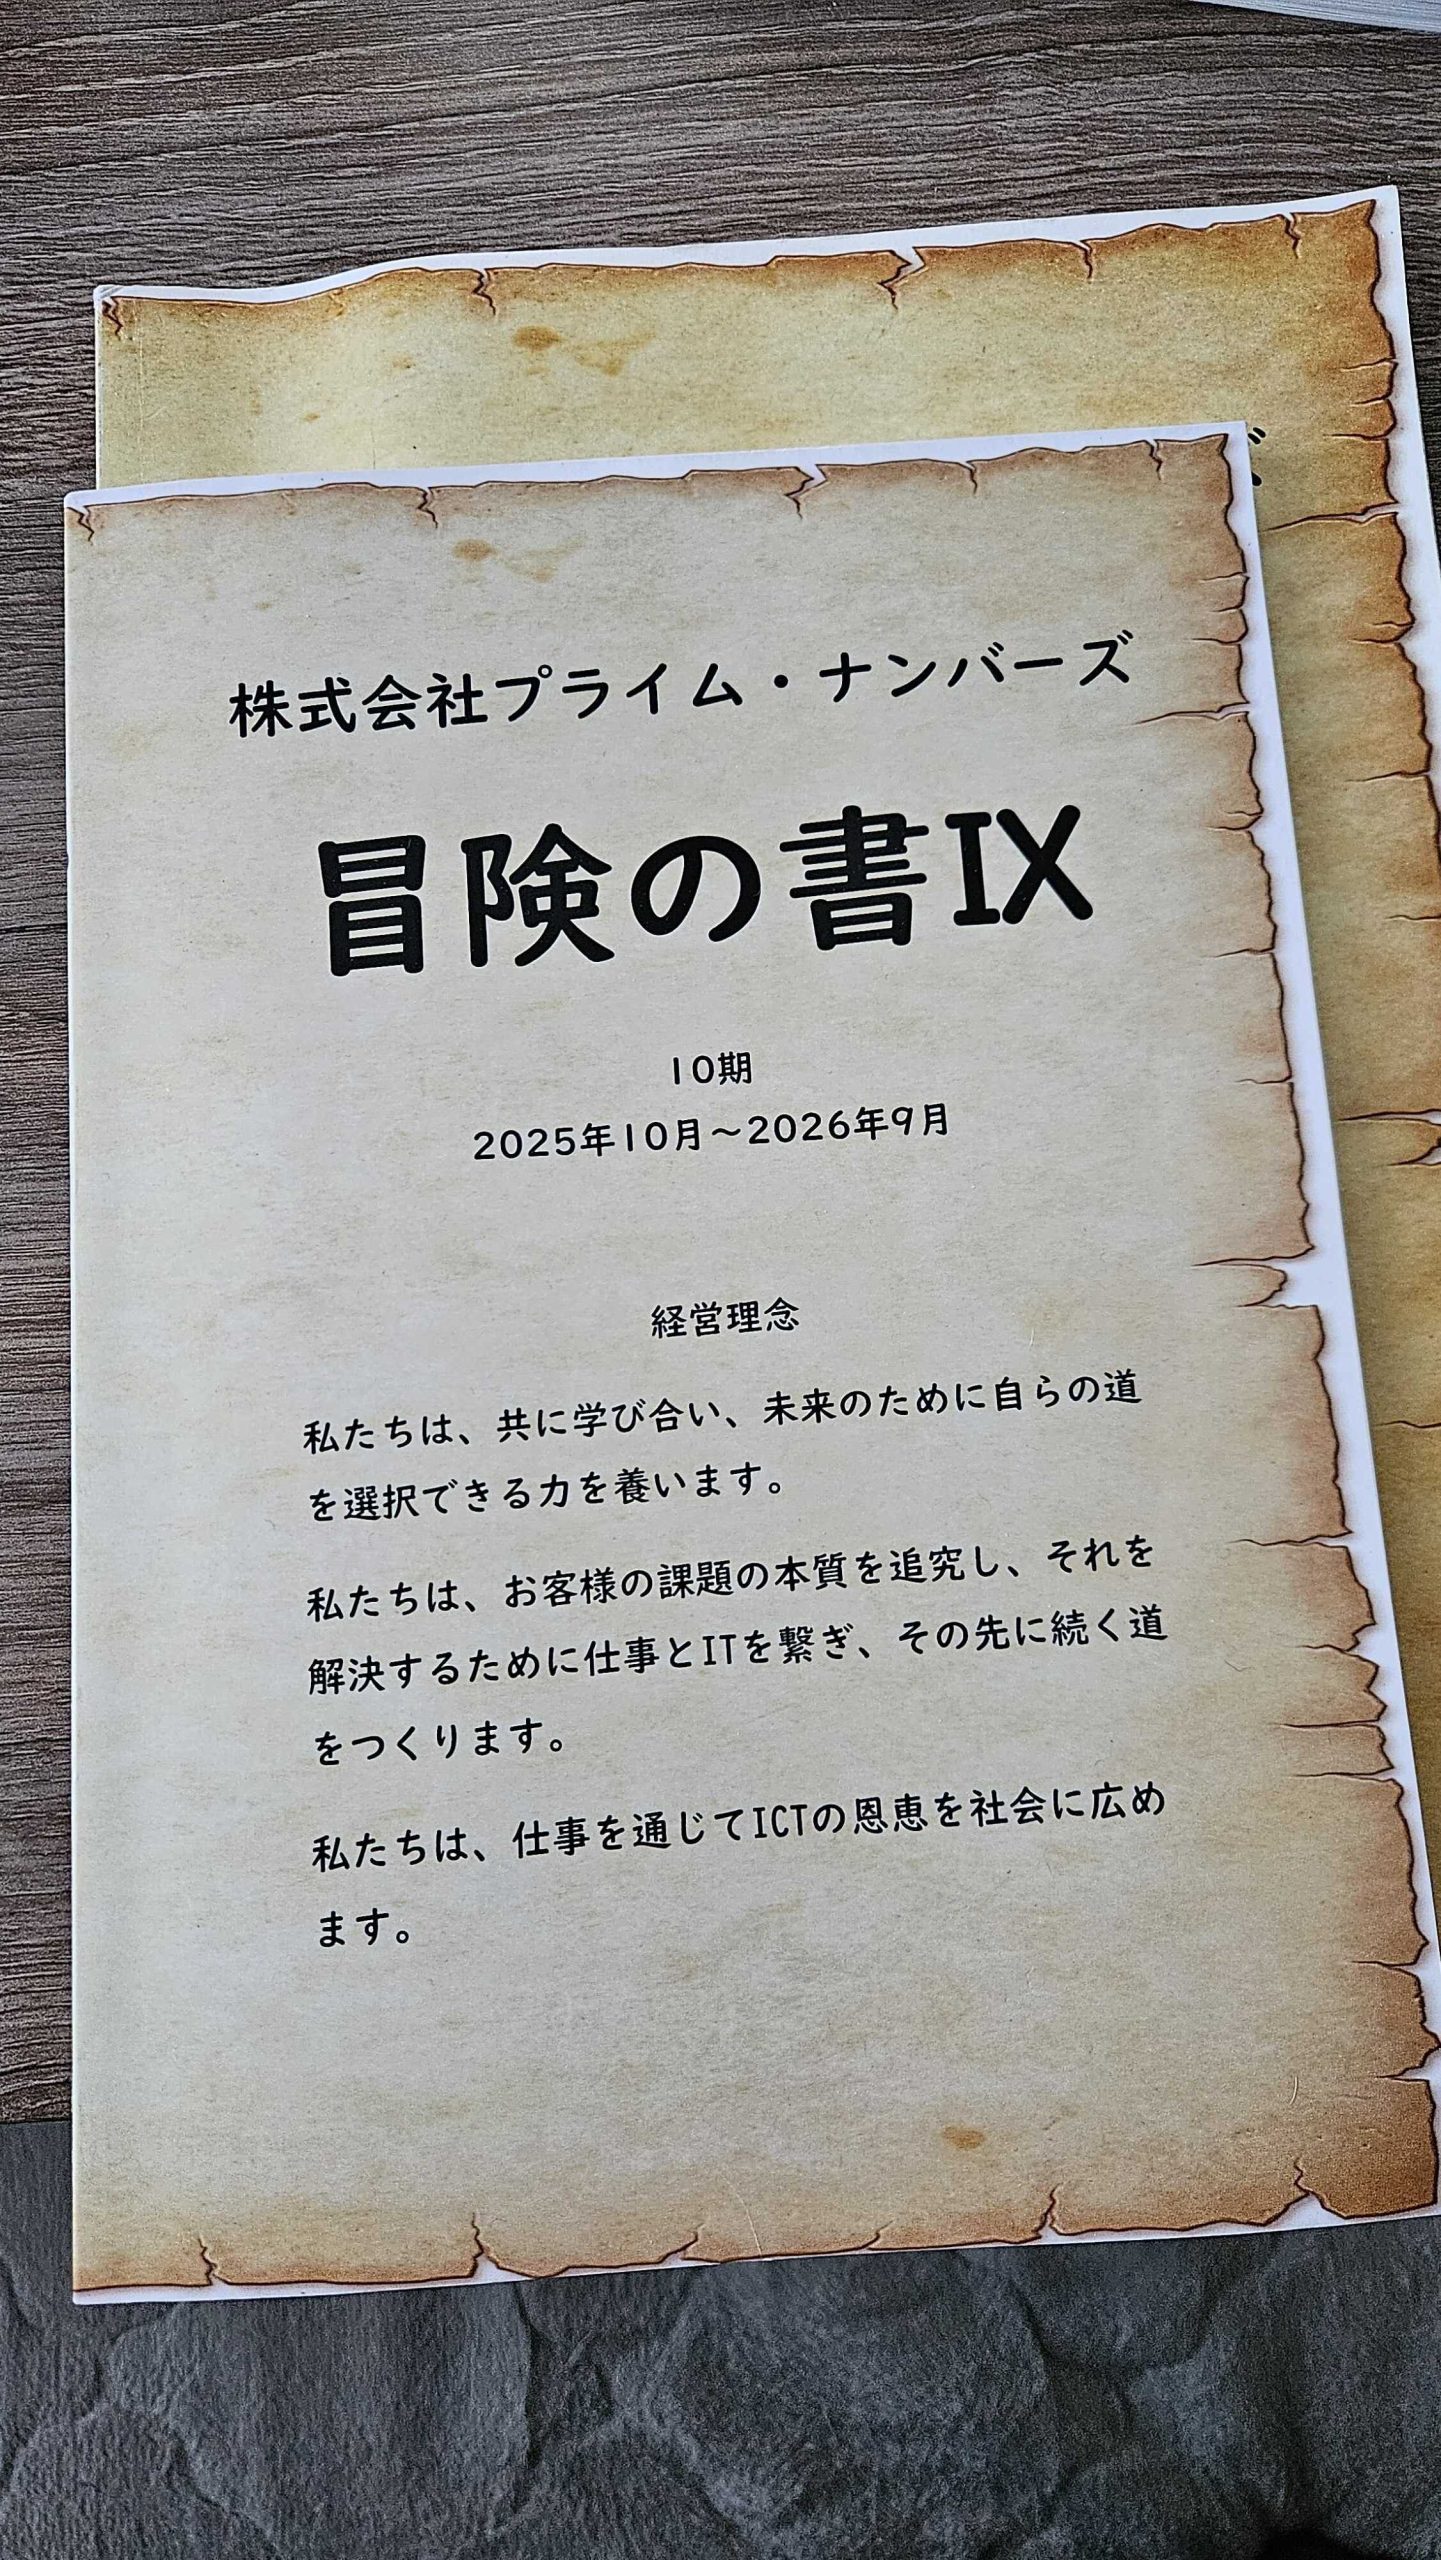 株式会社プライム・ナンバーズ
冒険の書Ⅸ
10期
2025年10月～2026年9月
経営理念
私たちは、共に学び合い、未来のために自らの道
を選択できる力を養います。
私たちは、お客様の課題の本質を追究し、それを
解決するために仕事とITを繋ぎ、その先に続く道
をつくります。
私たちは、仕事を通じてICTの恩恵を社会に広め
ます。